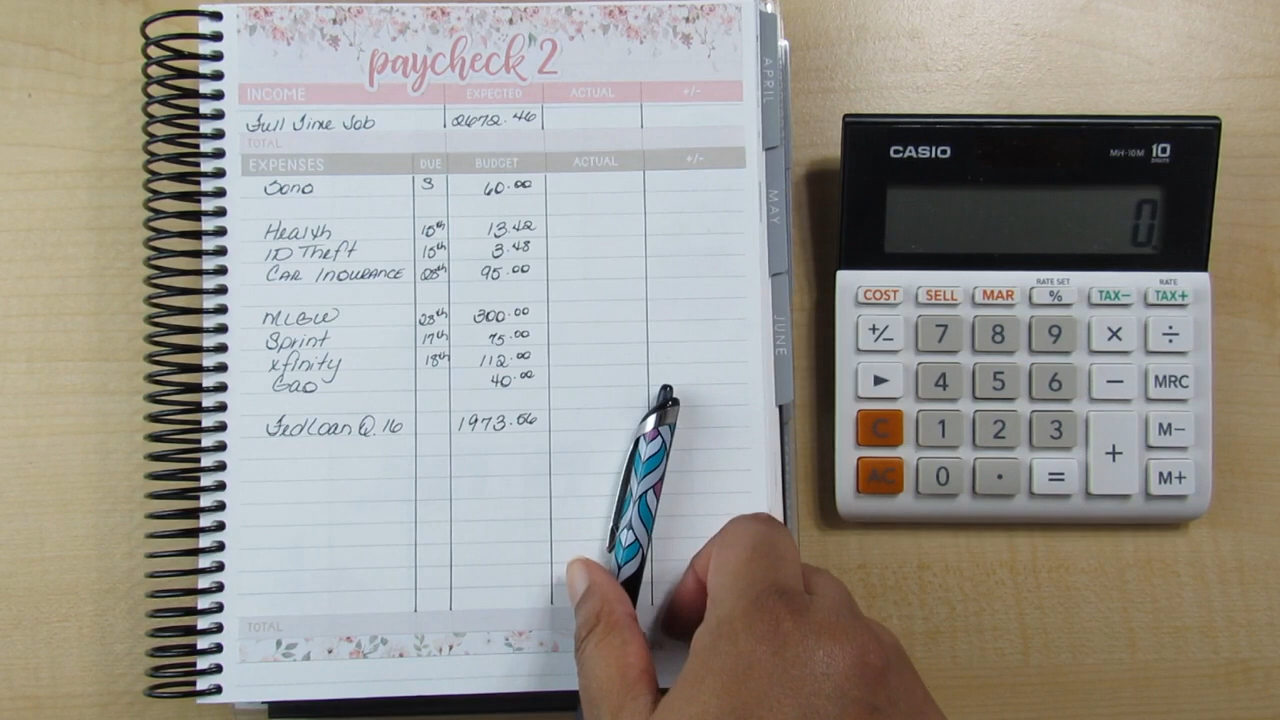 paycheck 2
INCOME EXPECTED ACTUAL +/-
Full Time Job 2672.46
TOTAL
EXPENSES DUE BUDGET ACTUAL +/-
S 60.00
Health 15th 13.42
ID Theft 15th 3.48
CAR INSURANCE 28th 95.00
MLGW 28th 300.00
Sprint 17th 75.00
Xfinity 18th 112.00
Gas 40.00
FedLoan Q.16 1973.56
TOTAL
APRIL
MAY
JUNE
CASIO MH-10M 10
DIGITS
0.
RATE SET RATE
COST SELL MAR % TAX- TAX+
+/- 7 8 9 × ÷
► 4 5 6 − MRC
C 1 2 3 + M−
AC 0 · = M+